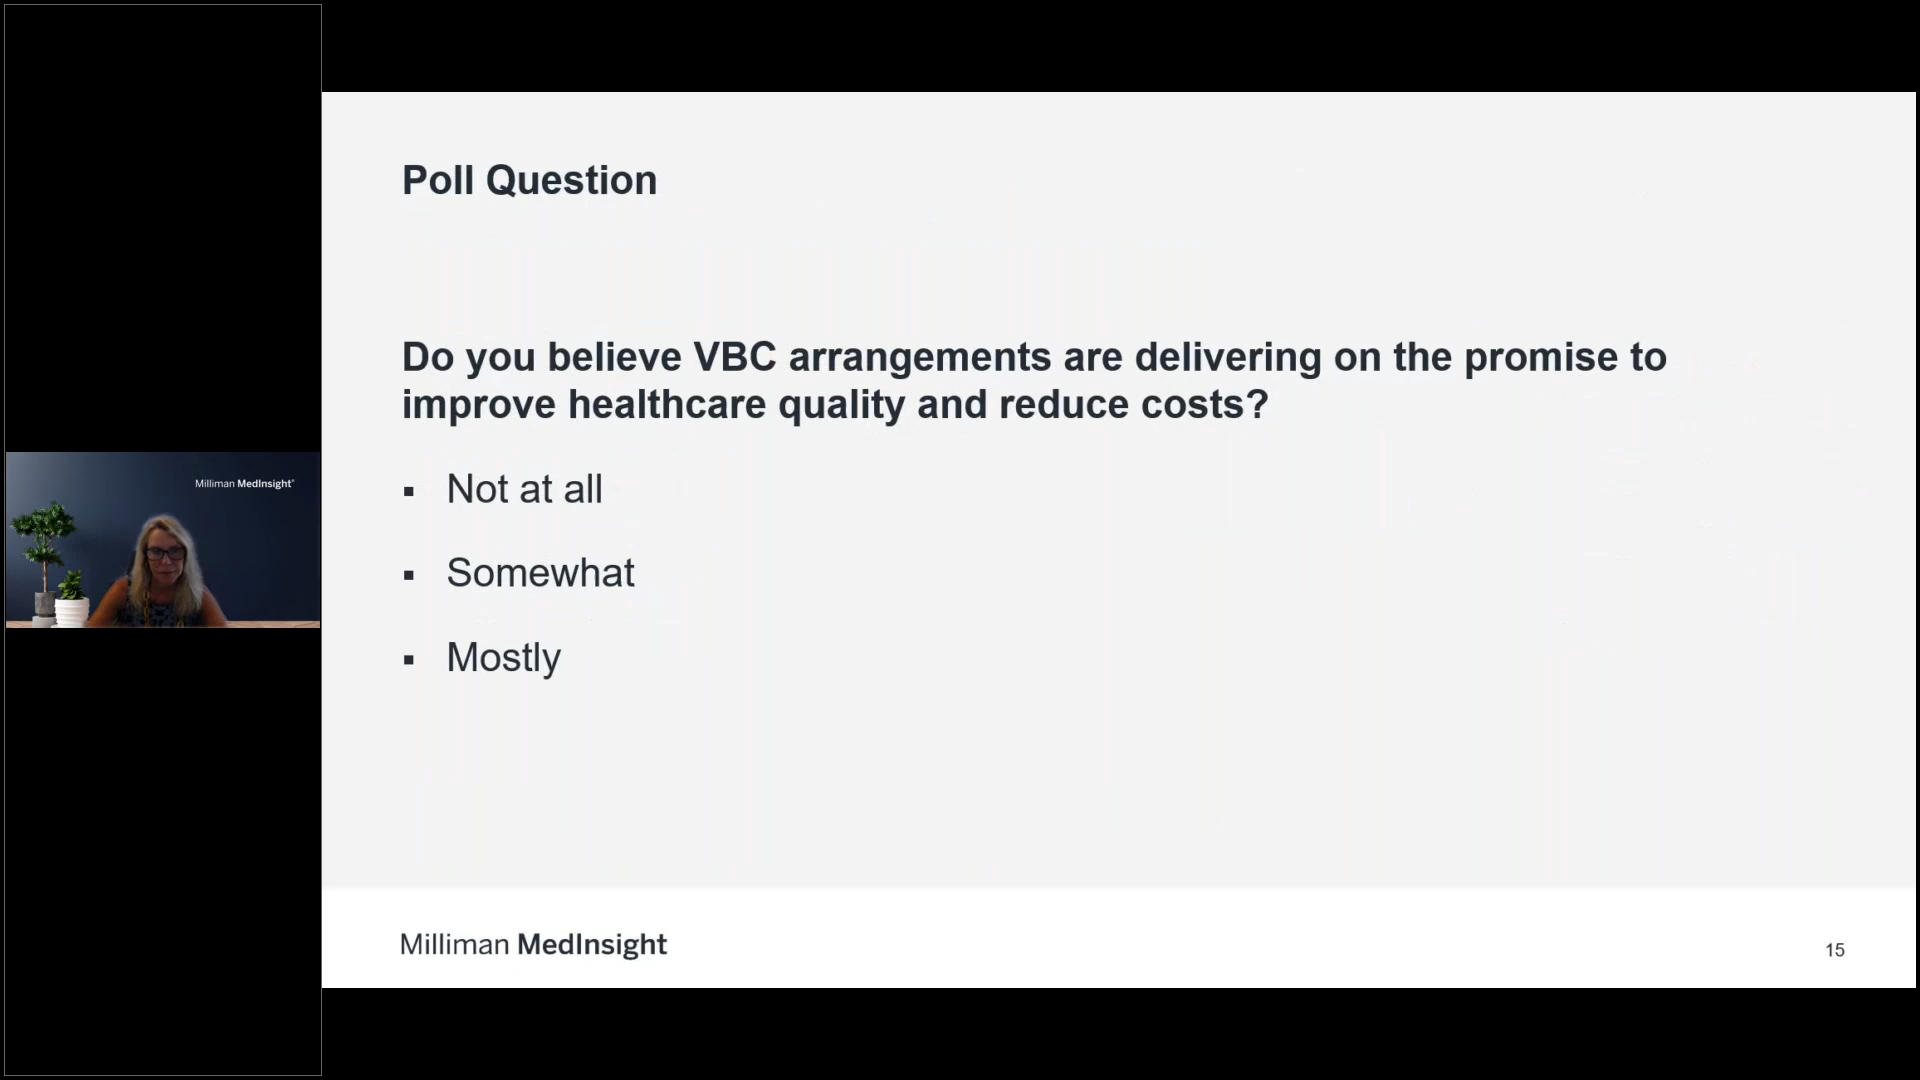 Milliman MedInsight®
Poll Question
Do you believe VBC arrangements are delivering on the promise to
improve healthcare quality and reduce costs?
▪ Not at all
▪ Somewhat
▪ Mostly
Milliman MedInsight
15